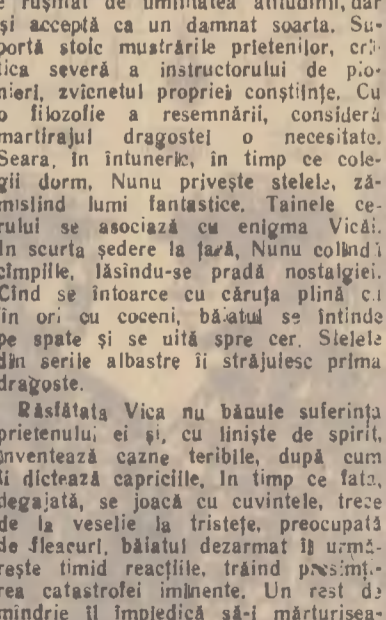 e rușinat de umilitatea atitudinii, dar
și acceptă ca un damnat soarta. Su-
portă stoic mustrările prietenilor, cri-
tica severă a instructorului de pio-
nieri, zvîcnetul propriei conștiințe. Cu
o filozofie a resemnării, consideră
martirajul dragostei o necesitate.
Seara, în întuneric, în timp ce cole-
gii dorm, Nunu privește stelele, ză-
mislind lumi fantastice. Tainele ce-
rului se asociază cu enigma Vicăi.
In scurta ședere la țară, Nunu colindă
cîmpiile, lăsîndu-se pradă nostalgiei.
Cînd se întoarce cu căruța plină cu
în ori cu coceni, băiatul se întinde
pe spate și se uită spre cer. Stelele
din serile albastre îi străjuiesc prima
dragoste.
Răsfățata Vica nu bănuie suferința
prietenului ei și, cu liniște de spirit,
inventează cazne teribile, după cum
îi dictează capriciile. In timp ce fata,
degajată, se joacă cu cuvintele, trece
de la veselie la tristețe, preocupată
de fleacuri, băiatul dezarmat îi urmă-
rește timid reacțiile, trăind presimți-
rea catastrofei iminente. Un rest de
mîndrie îl împiedică să-i mărturisea-